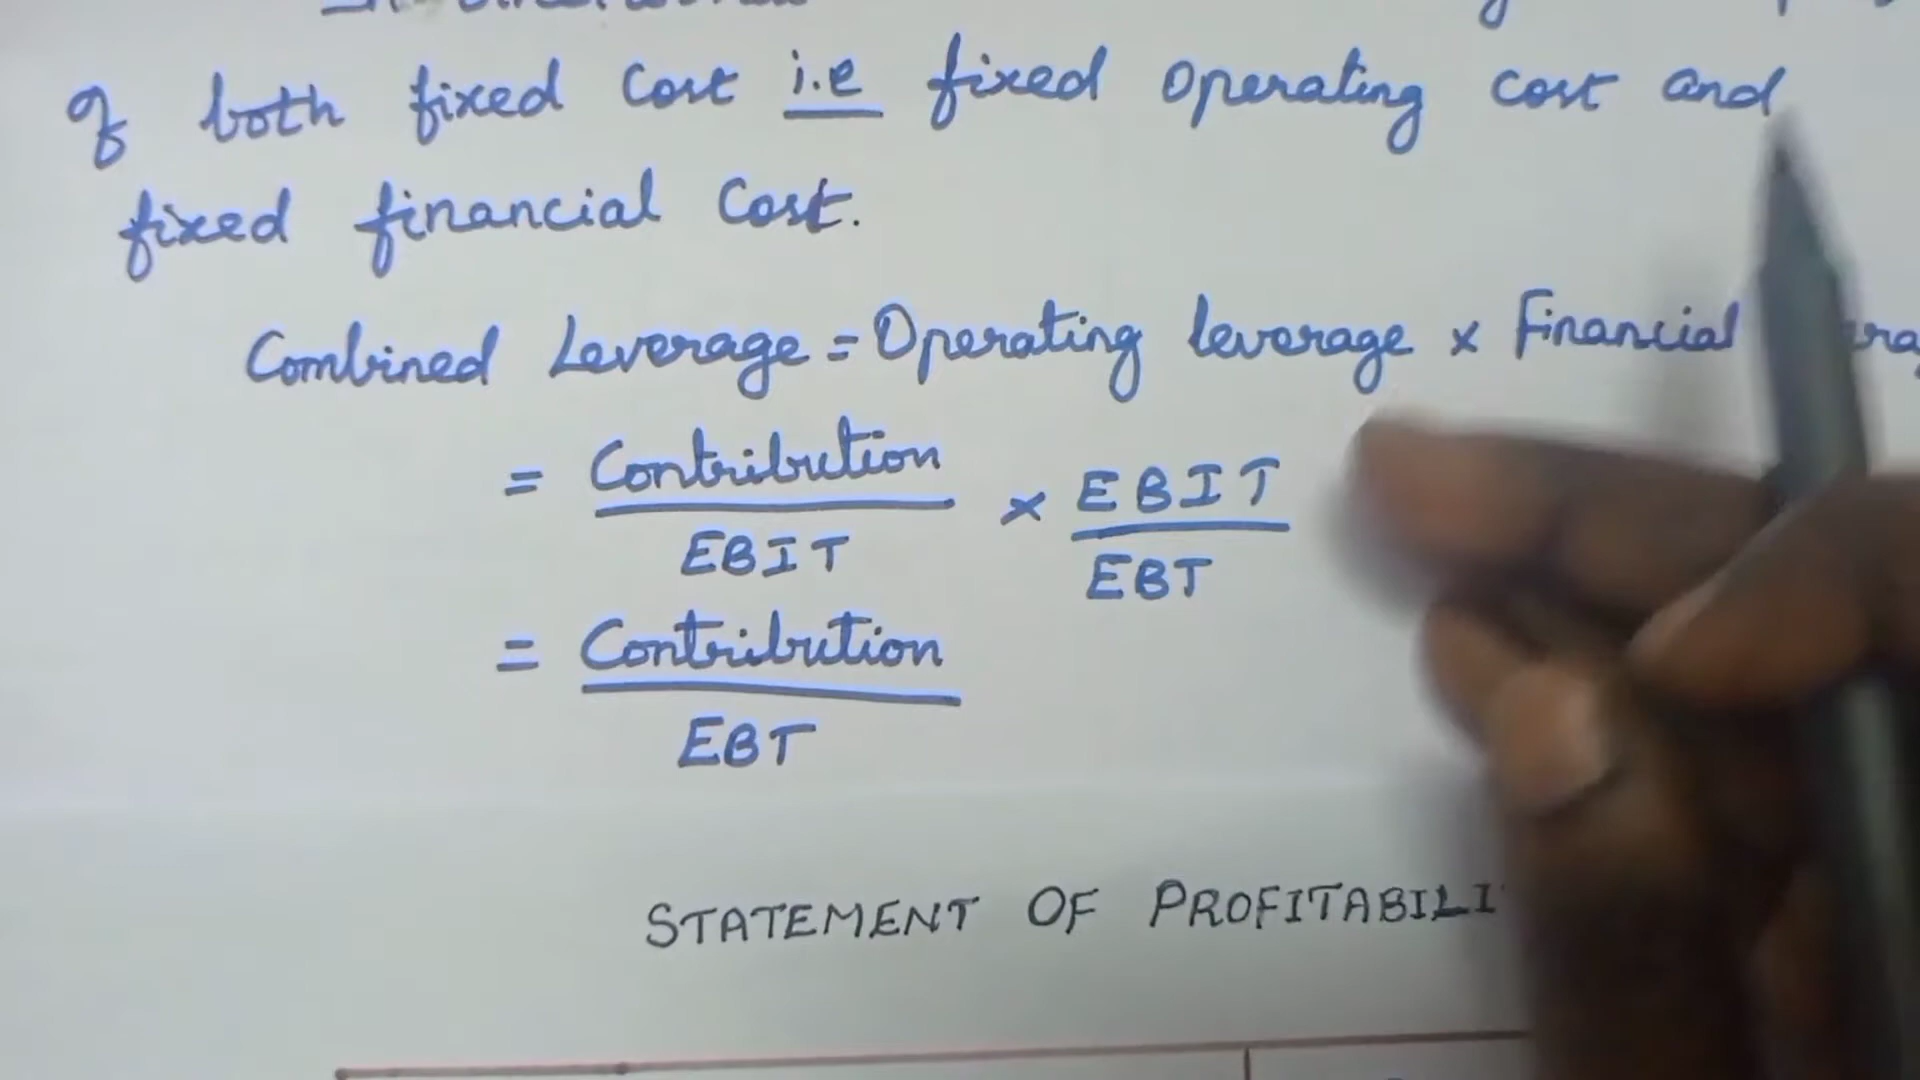 of both fixed cost i.e fixed operating cost and
fixed financial cost.
Combined Leverage = Operating leverage × Financial
= Contribution / EBIT × EBIT / EBT
= Contribution / EBT
STATEMENT OF PROFITABILI